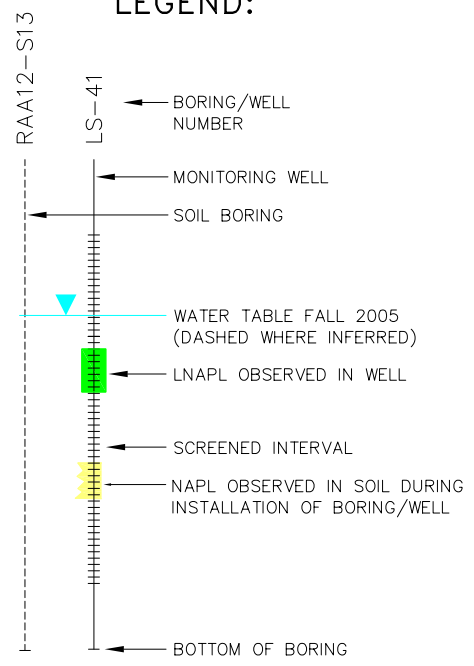 LEGEND:
RAA12-S13
LS-41
BORING/WELL
NUMBER
MONITORING WELL
SOIL BORING
WATER TABLE FALL 2005
(DASHED WHERE INFERRED)
LNAPL OBSERVED IN WELL
SCREENED INTERVAL
NAPL OBSERVED IN SOIL DURING
INSTALLATION OF BORING/WELL
BOTTOM OF BORING